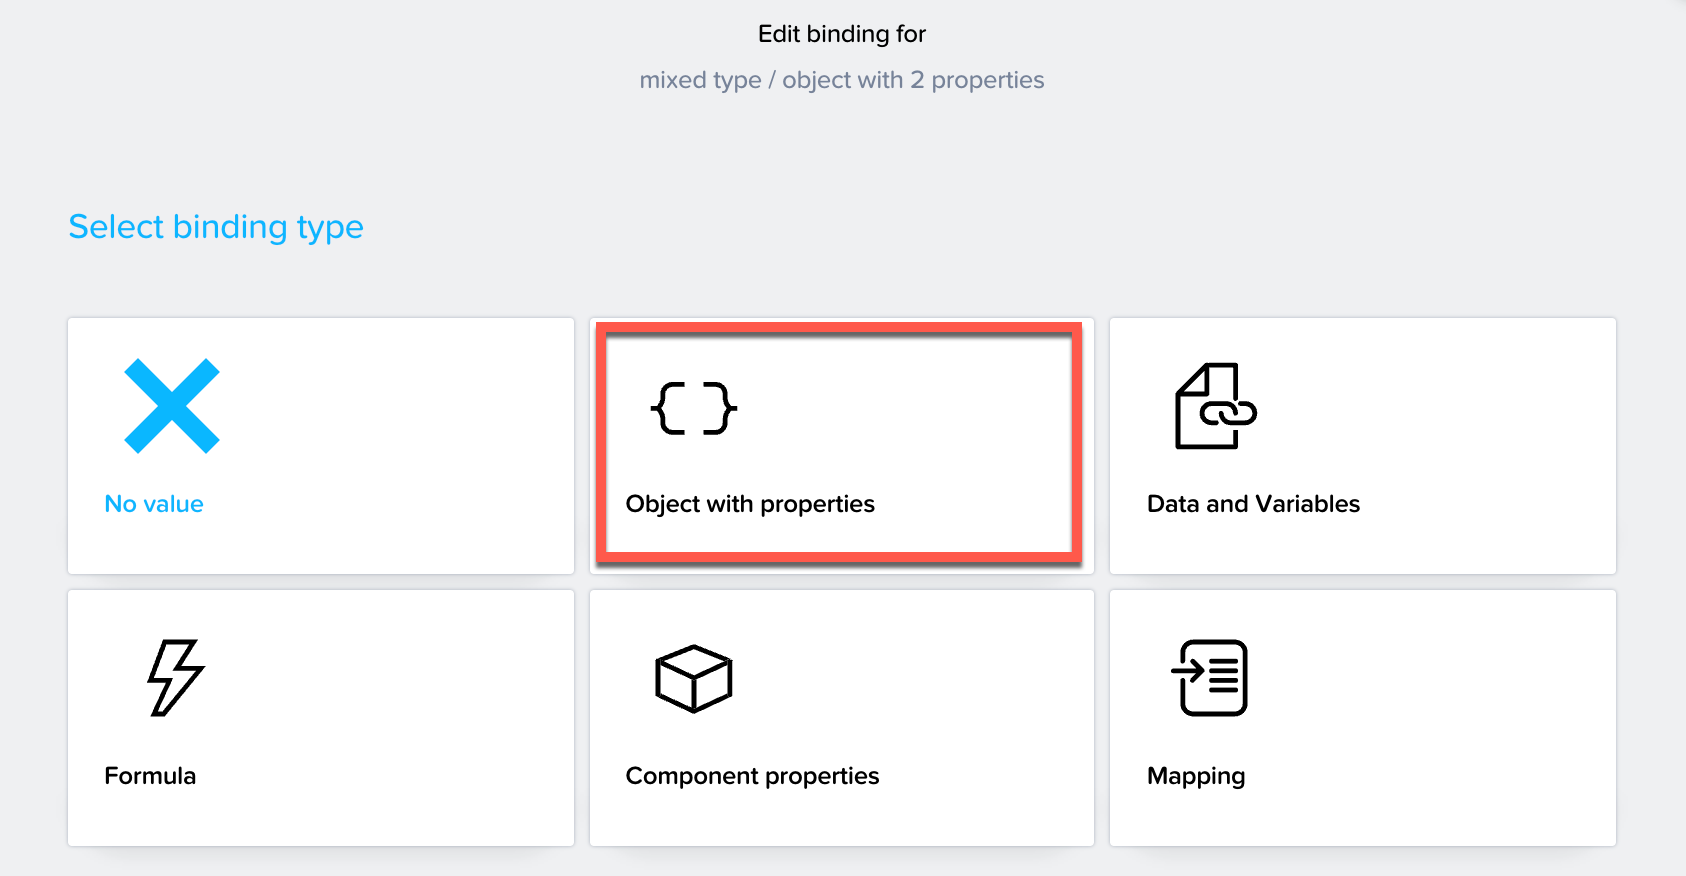 Edit binding for
mixed type / object with 2 properties
Select binding type
No value
Object with properties
Data and Variables
Formula
Component properties
Mapping